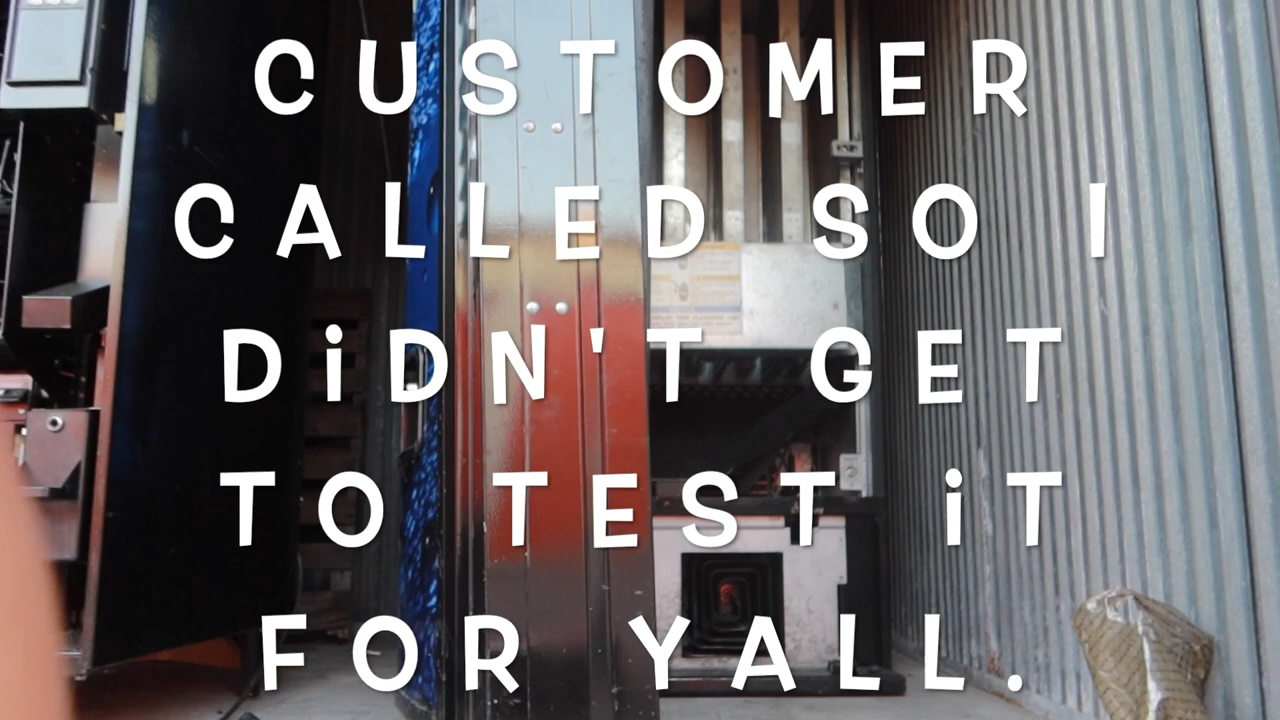 CUSTOMER
CALLED SO I
DiDN'T GET
TO TEST iT
FOR YALL.